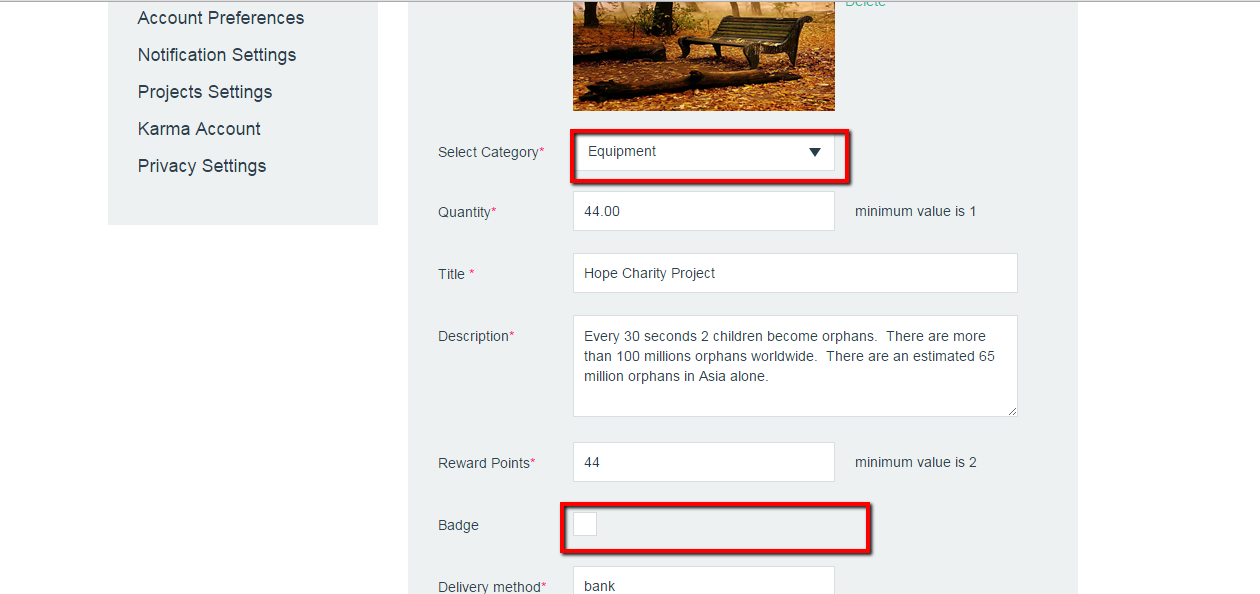 Delete
Account Preferences
Notification Settings
Projects Settings
Karma Account
Privacy Settings
Select Category*
Equipment
Quantity*
44.00
minimum value is 1
Title *
Hope Charity Project
Description*
Every 30 seconds 2 children become orphans.  There are more
than 100 millions orphans worldwide.  There are an estimated 65
million orphans in Asia alone.
Reward Points*
44
minimum value is 2
Badge
Delivery method*
bank